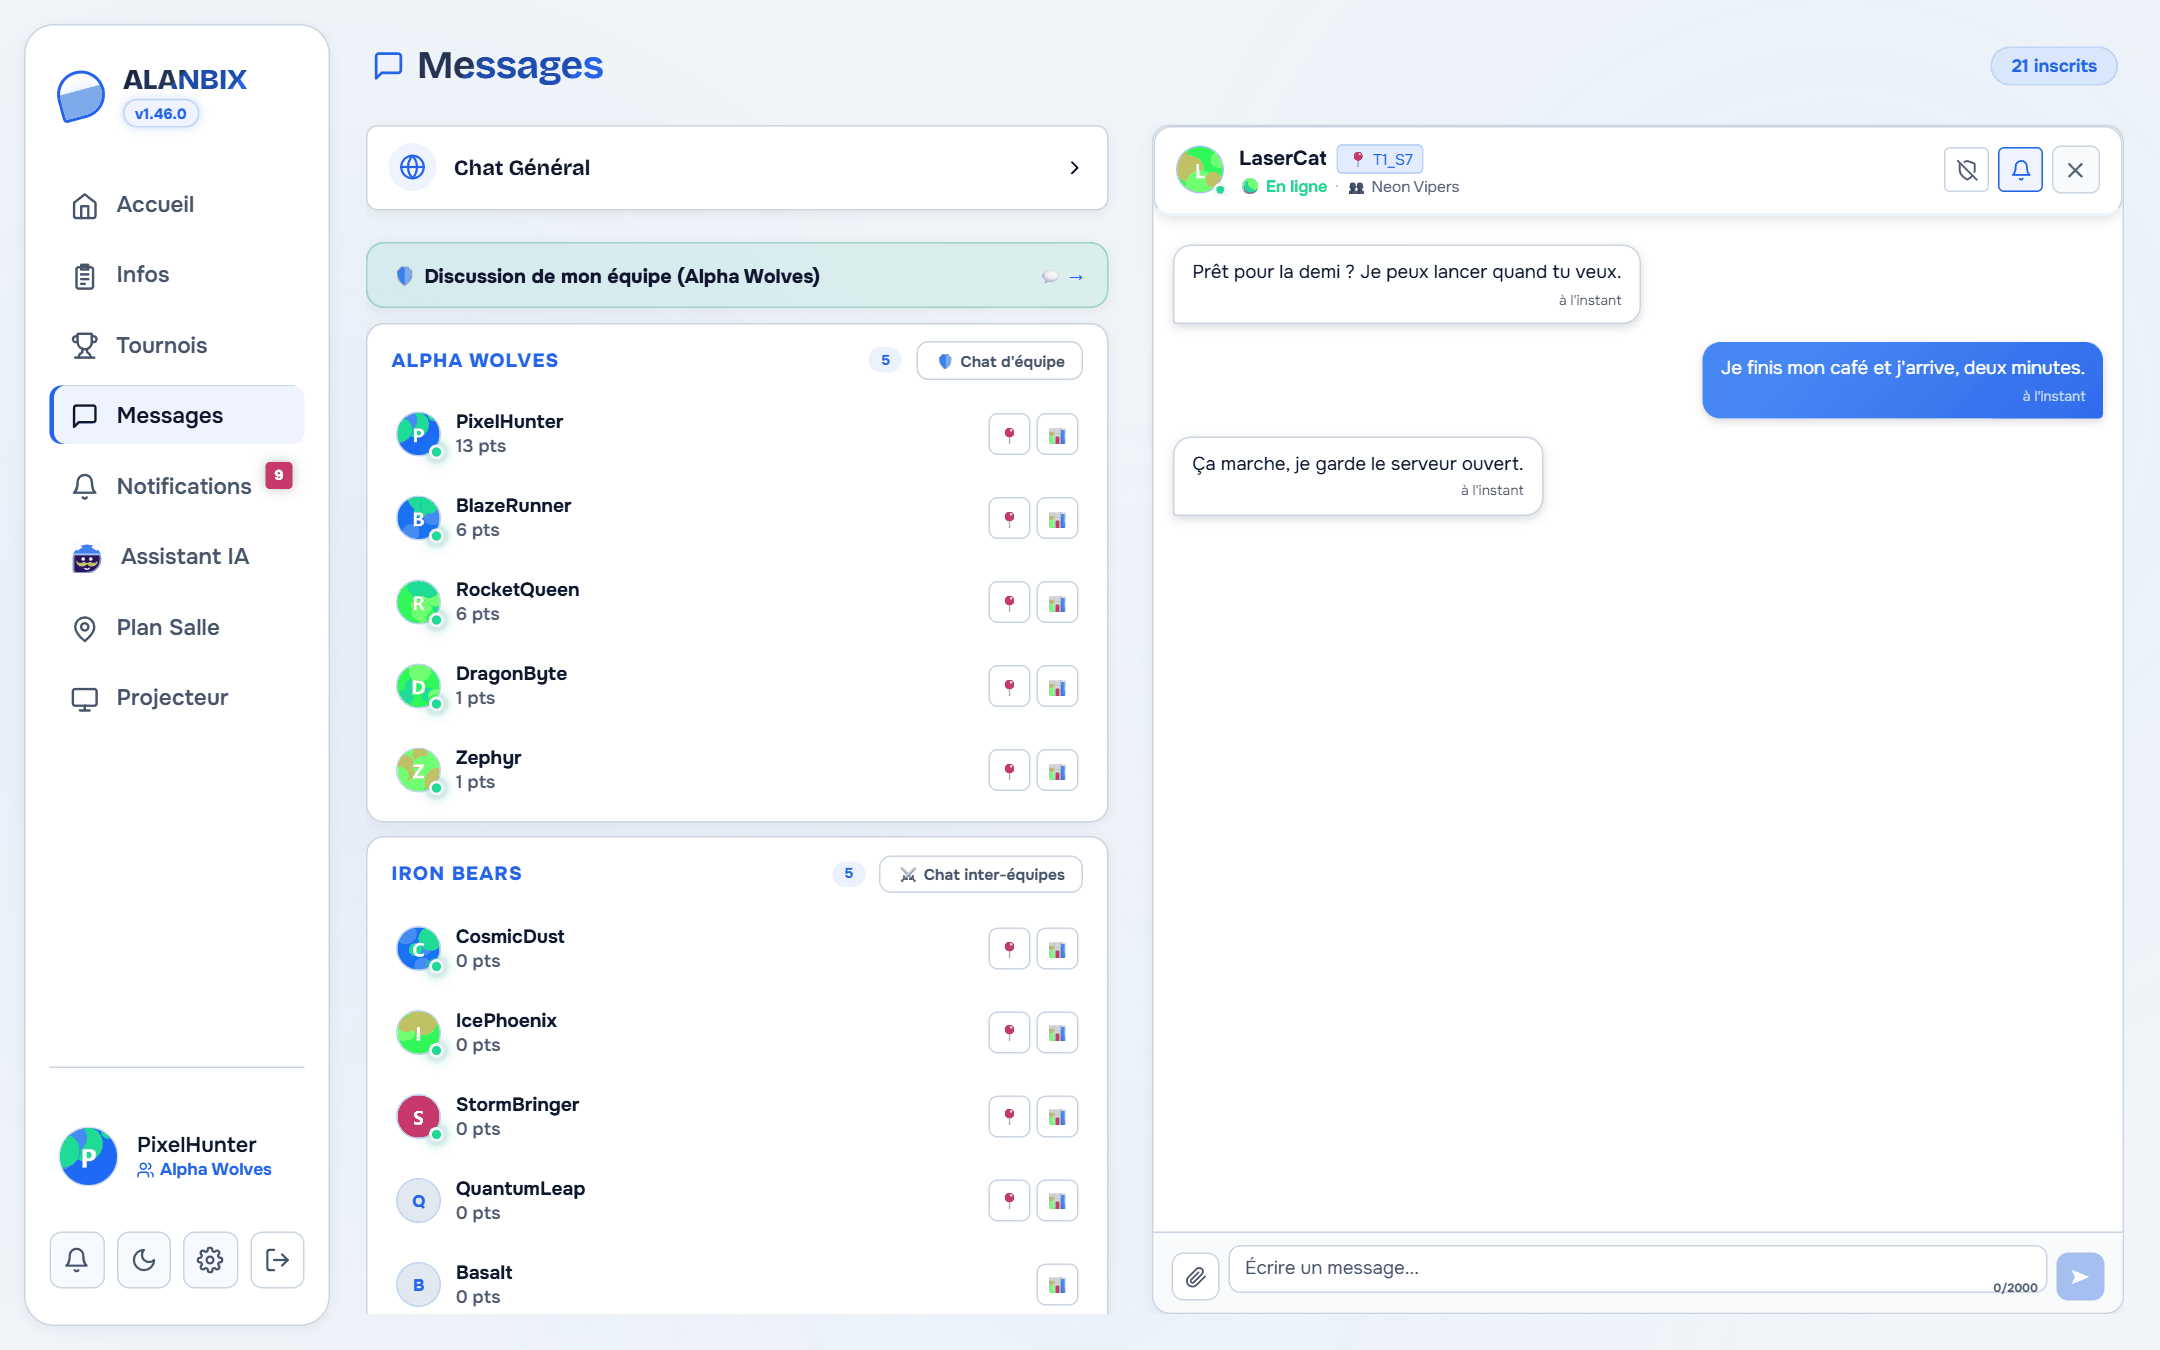 ALANBIX
v1.46.0
Accueil
Infos
Tournois
Messages
Notifications
9
Assistant IA
Plan Salle
Projecteur
P
PixelHunter
Alpha Wolves
Messages
21 inscrits
Chat Général
Discussion de mon équipe (Alpha Wolves)
→
ALPHA WOLVES
5
Chat d'équipe
P
PixelHunter
13 pts
B
BlazeRunner
6 pts
R
RocketQueen
6 pts
D
DragonByte
1 pts
Z
Zephyr
1 pts
IRON BEARS
5
Chat inter-équipes
C
CosmicDust
0 pts
I
IcePhoenix
0 pts
S
StormBringer
0 pts
Q
QuantumLeap
0 pts
B
Basalt
0 pts
L
LaserCat
T1_S7
En ligne · Neon Vipers
Prêt pour la demi ? Je peux lancer quand tu veux.
à l'instant
Je finis mon café et j'arrive, deux minutes.
à l'instant
Ça marche, je garde le serveur ouvert.
à l'instant
Écrire un message...
0/2000